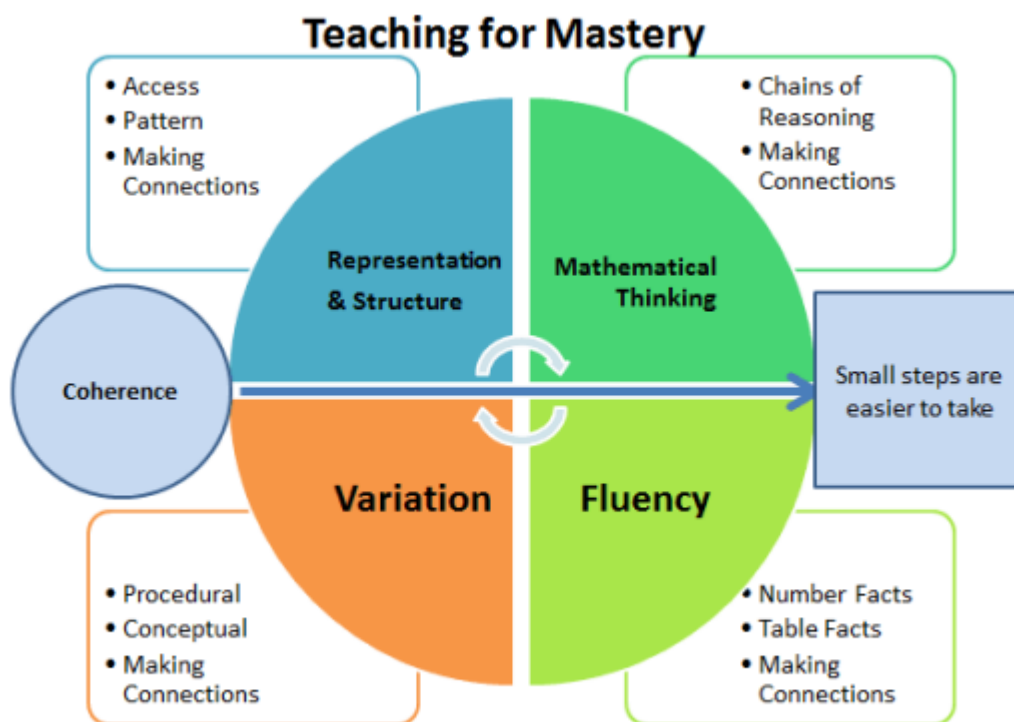 Teaching for Mastery
• Access
• Pattern
• Making
Connections
• Chains of
Reasoning
• Making
Connections
Representation
& Structure
Mathematical
Thinking
Coherence
Small steps are
easier to take
Variation
Fluency
• Procedural
• Conceptual
• Making
Connections
• Number Facts
• Table Facts
• Making
Connections